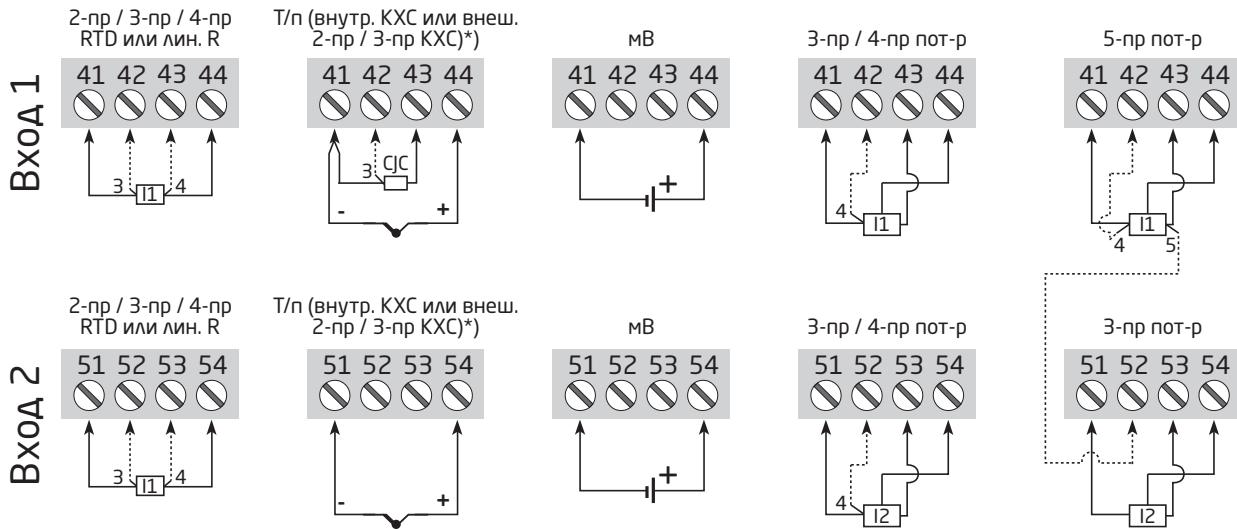 Вход 1
2-пр / 3-пр / 4-пр
RTD или лин. R
41 42 43 44
3 I1 4
Т/п (внутр. КХС или внеш.
2-пр / 3-пр КХС)*)
41 42 43 44
3 CJC
- +
мВ
41 42 43 44
+
3-пр / 4-пр пот-р
41 42 43 44
4 I1
5-пр пот-р
41 42 43 44
I1
4 5
Вход 2
2-пр / 3-пр / 4-пр
RTD или лин. R
51 52 53 54
3 I1 4
Т/п (внутр. КХС или внеш.
2-пр / 3-пр КХС)*)
51 52 53 54
- +
мВ
51 52 53 54
+
3-пр / 4-пр пот-р
51 52 53 54
4 I2
3-пр пот-р
51 52 53 54
I2